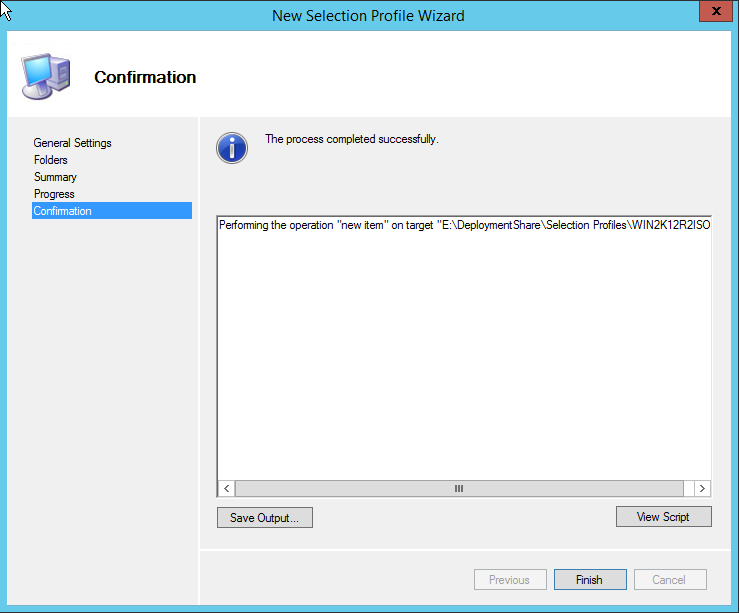 New Selection Profile Wizard
x
Confirmation
General Settings
Folders
Summary
Progress
Confirmation
The process completed successfully.
Performing the operation "new item" on target "E:\DeploymentShare\Selection Profiles\WIN2K12R2ISO
Save Output...
View Script
Previous
Finish
Cancel